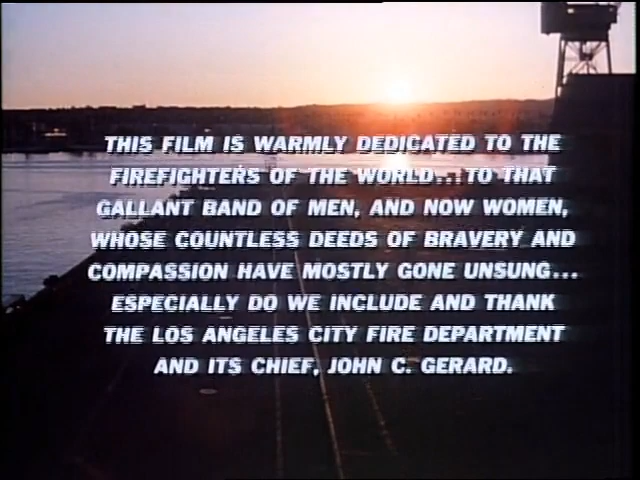 THIS FILM IS WARMLY DEDICATED TO THE
FIREFIGHTERS OF THE WORLD... TO THAT
GALLANT BAND OF MEN, AND NOW WOMEN,
WHOSE COUNTLESS DEEDS OF BRAVERY AND
COMPASSION HAVE MOSTLY GONE UNSUNG...
ESPECIALLY DO WE INCLUDE AND THANK
THE LOS ANGELES CITY FIRE DEPARTMENT
AND ITS CHIEF, JOHN C. GERARD.